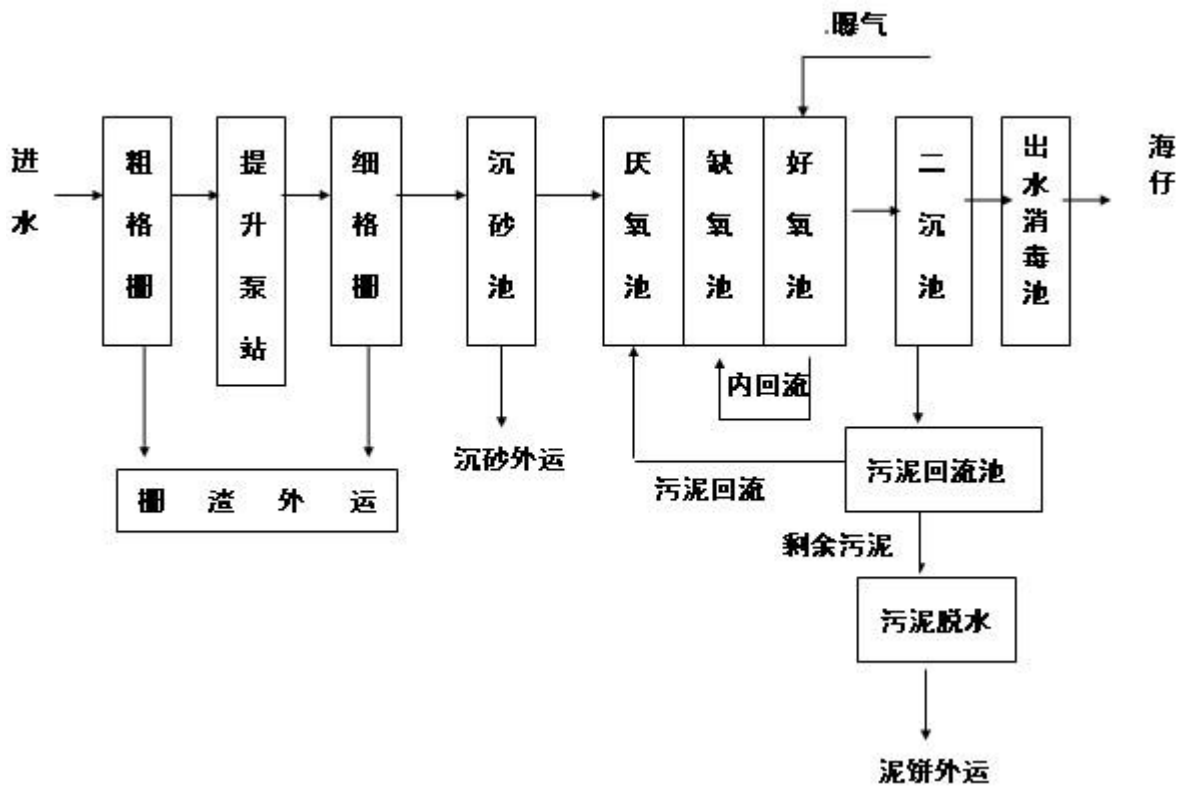 .曝气
进水
粗格栅
提升泵站
细格栅
沉砂池
厌氧池
缺氧池
好氧池
二沉池
出水消毒池
海仔
内回流
沉砂外运
污泥回流
污泥回流池
栅渣外运
剩余污泥
污泥脱水
泥饼外运